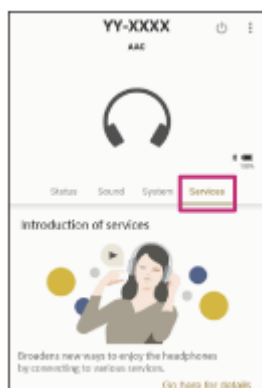 YY-XXXX
AAC
100%
Status Sound System Services
Introduction of services
Broadens new ways to enjoy the headphones
by connecting to various services.
Go here for details